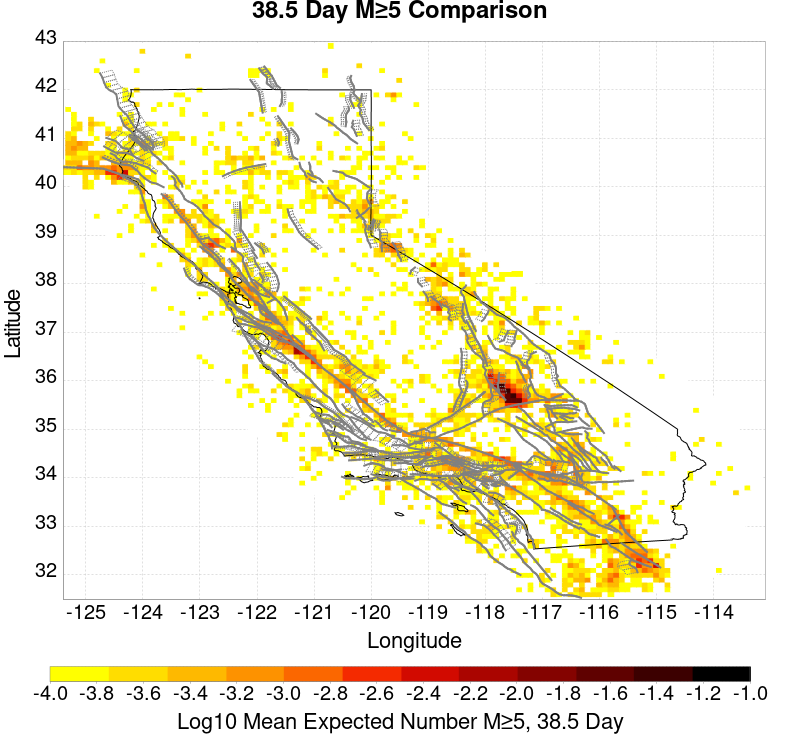 38.5 Day M≥5 Comparison
43
42
41
40
39
38
37
36
35
34
33
32
Latitude
-125 -124 -123 -122 -121 -120 -119 -118 -117 -116 -115 -114
Longitude
-4.0 -3.8 -3.6 -3.4 -3.2 -3.0 -2.8 -2.6 -2.4 -2.2 -2.0 -1.8 -1.6 -1.4 -1.2 -1.0
Log10 Mean Expected Number M≥5, 38.5 Day